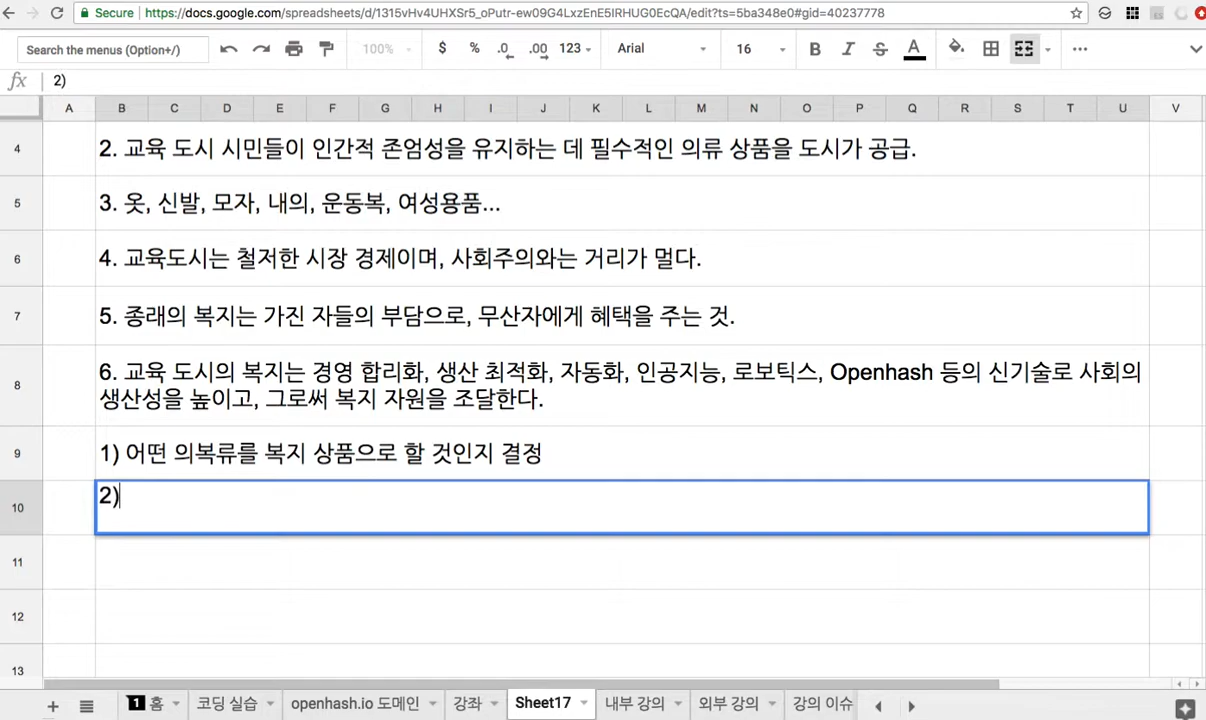 Secure
https://docs.google.com/spreadsheets/d/1315vHv4UHXSr5_oPutr-ew09G4LxzEnE5IRHUG0EcQA/edit?ts=5ba348e0#gid=40237778
Search the menus (Option+/)
100%
$ % .0 .00 123
Arial
16
B I S A
fx 2)
A B C D E F G H I J K L M N O P Q R S T U V
4 2. 교육 도시 시민들이 인간적 존엄성을 유지하는 데 필수적인 의류 상품을 도시가 공급.
5 3. 옷, 신발, 모자, 내의, 운동복, 여성용품...
6 4. 교육도시는 철저한 시장 경제이며, 사회주의와는 거리가 멀다.
7 5. 종래의 복지는 가진 자들의 부담으로, 무산자에게 혜택을 주는 것.
8 6. 교육 도시의 복지는 경영 합리화, 생산 최적화, 자동화, 인공지능, 로보틱스, Openhash 등의 신기술로 사회의
생산성을 높이고, 그로써 복지 자원을 조달한다.
9 1) 어떤 의복류를 복지 상품으로 할 것인지 결정
10 2)
11
12
13
1 홈 코딩 실습 openhash.io 도메인 강좌 Sheet17 내부 강의 외부 강의 강의 이슈